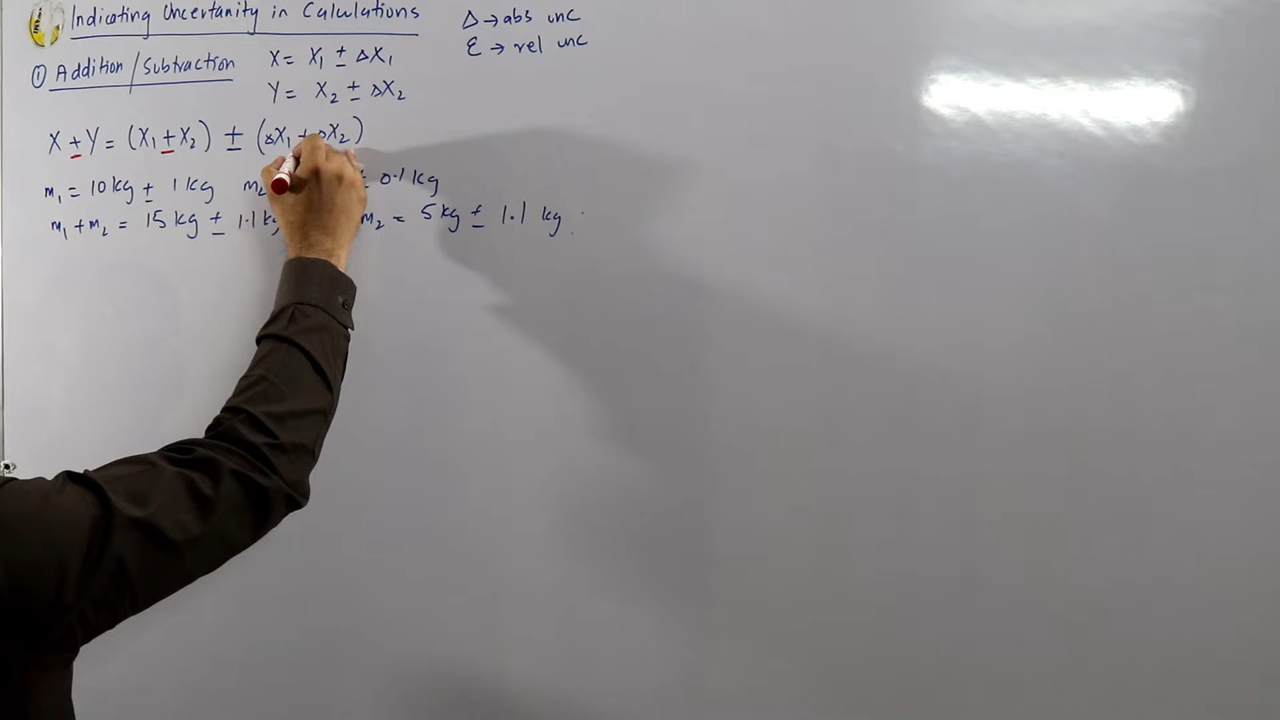 Indicating Uncertanity in Calculations
Δ → abs unc
ε → rel unc
① Addition / Subtraction
X = X₁ ± ΔX₁
Y = X₂ ± ΔX₂
X + Y = (X₁ + X₂) ± (ΔX₁ + ΔX₂)
m₁ = 10 kg ± 1 kg m₂ ± 0.1 kg
m₁ + m₂ = 15 kg ± 1.1 kg m₂ = 5 kg ± 1.1 kg